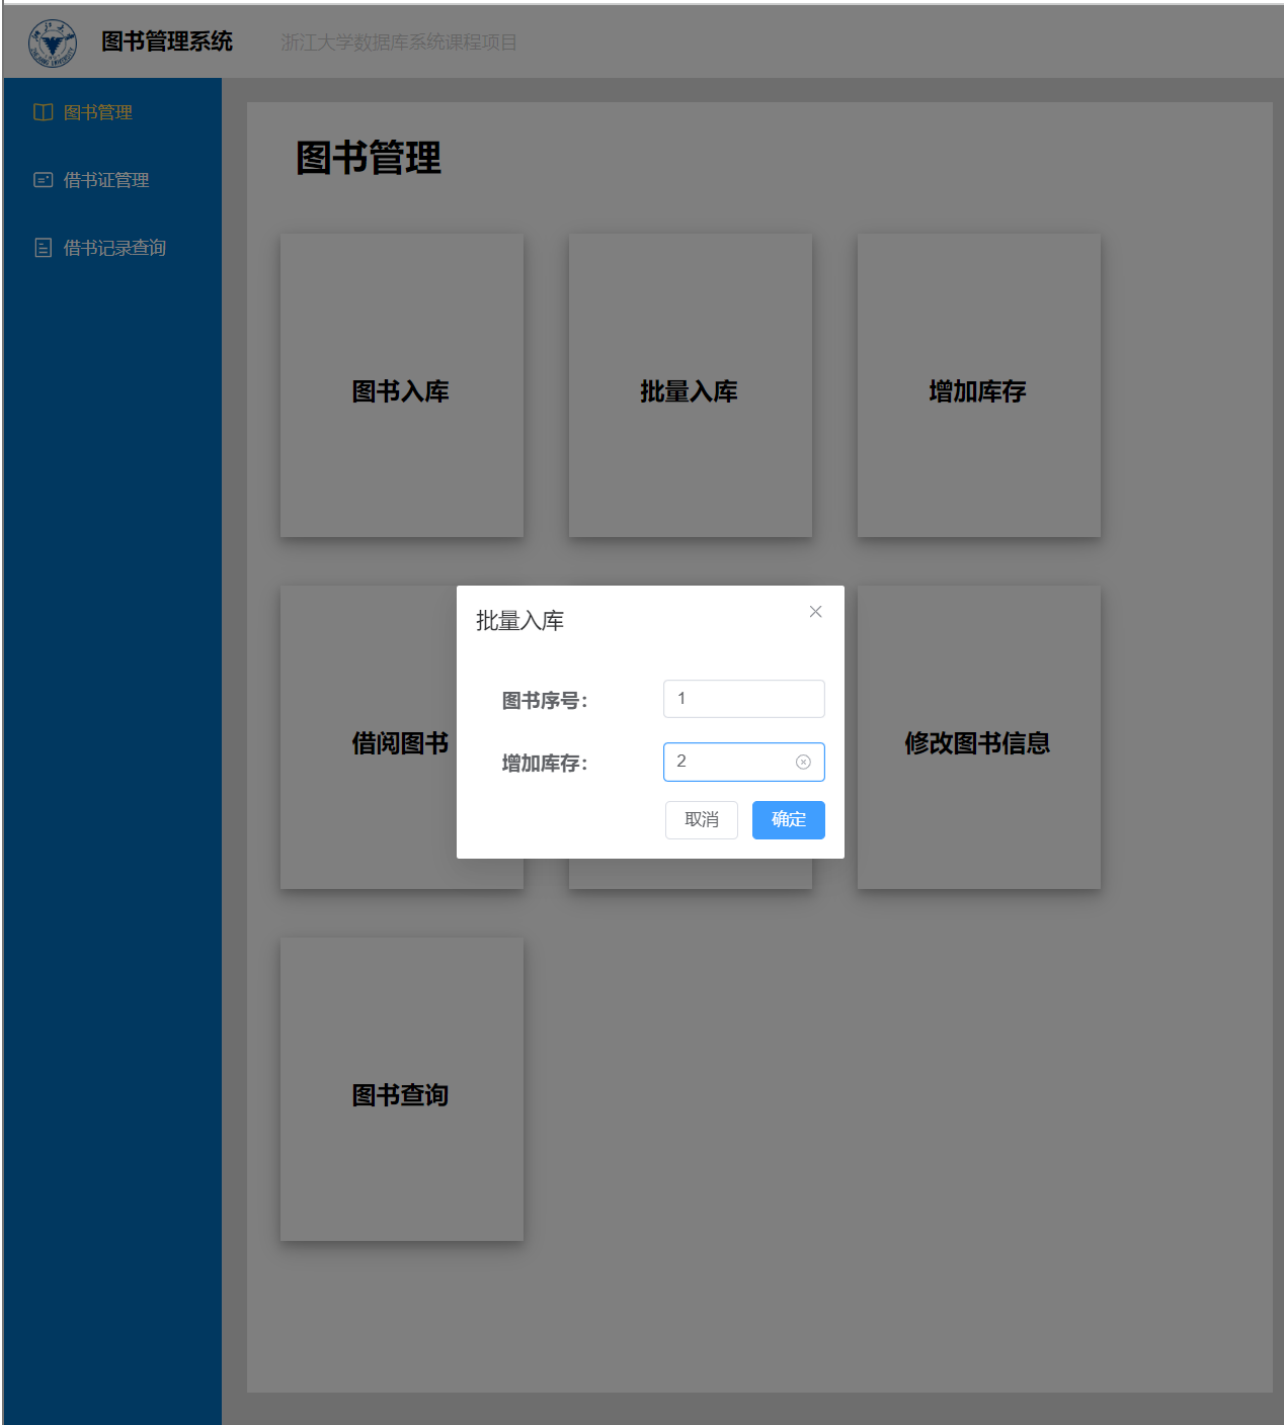 图书管理系统
浙江大学数据库系统课程项目
图书管理
借书证管理
借书记录查询
图书管理
图书入库
批量入库
增加库存
借阅图书
修改图书信息
批量入库
图书序号：
1
增加库存：
2
取消
确定
图书查询